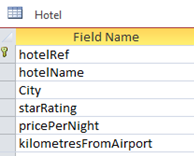 Hotel
Field Name
hotelRef
hotelName
City
starRating
pricePerNight
kilometresFromAirport